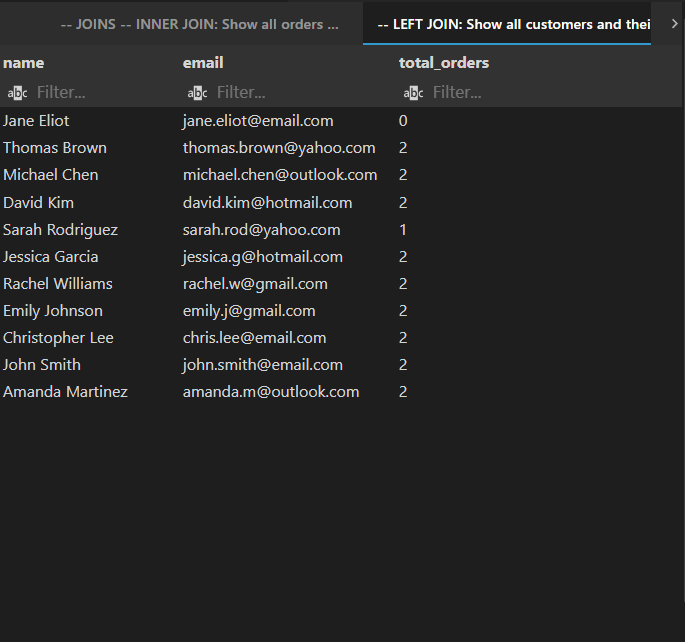 -- JOINS -- INNER JOIN: Show all orders ... -- LEFT JOIN: Show all customers and thei
name email total_orders
abc Filter... abc Filter... abc Filter...
Jane Eliot jane.eliot@email.com 0
Thomas Brown thomas.brown@yahoo.com 2
Michael Chen michael.chen@outlook.com 2
David Kim david.kim@hotmail.com 2
Sarah Rodriguez sarah.rod@yahoo.com 1
Jessica Garcia jessica.g@hotmail.com 2
Rachel Williams rachel.w@gmail.com 2
Emily Johnson emily.j@gmail.com 2
Christopher Lee chris.lee@email.com 2
John Smith john.smith@email.com 2
Amanda Martinez amanda.m@outlook.com 2